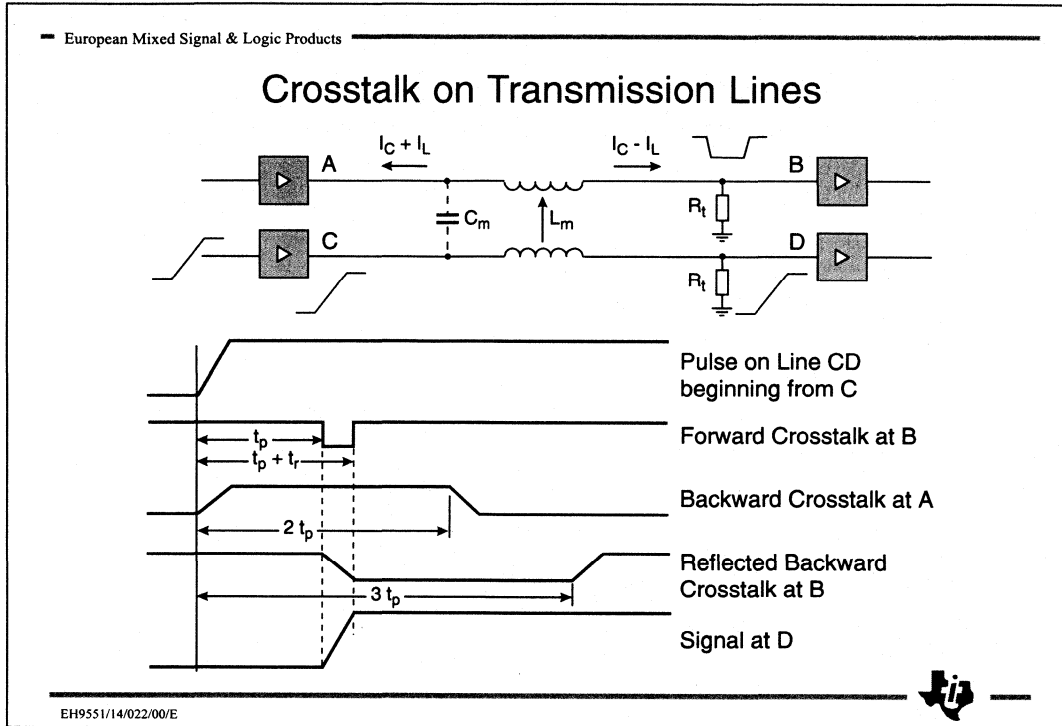 European Mixed Signal & Logic Products
Crosstalk on Transmission Lines
I_C + I_L
I_C - I_L
A
B
C_m
L_m
R_t
C
D
R_t
Pulse on Line CD
beginning from C
t_p
Forward Crosstalk at B
t_p + t_r
Backward Crosstalk at A
2 t_p
Reflected Backward
Crosstalk at B
3 t_p
Signal at D
EH9551/14/022/00/E